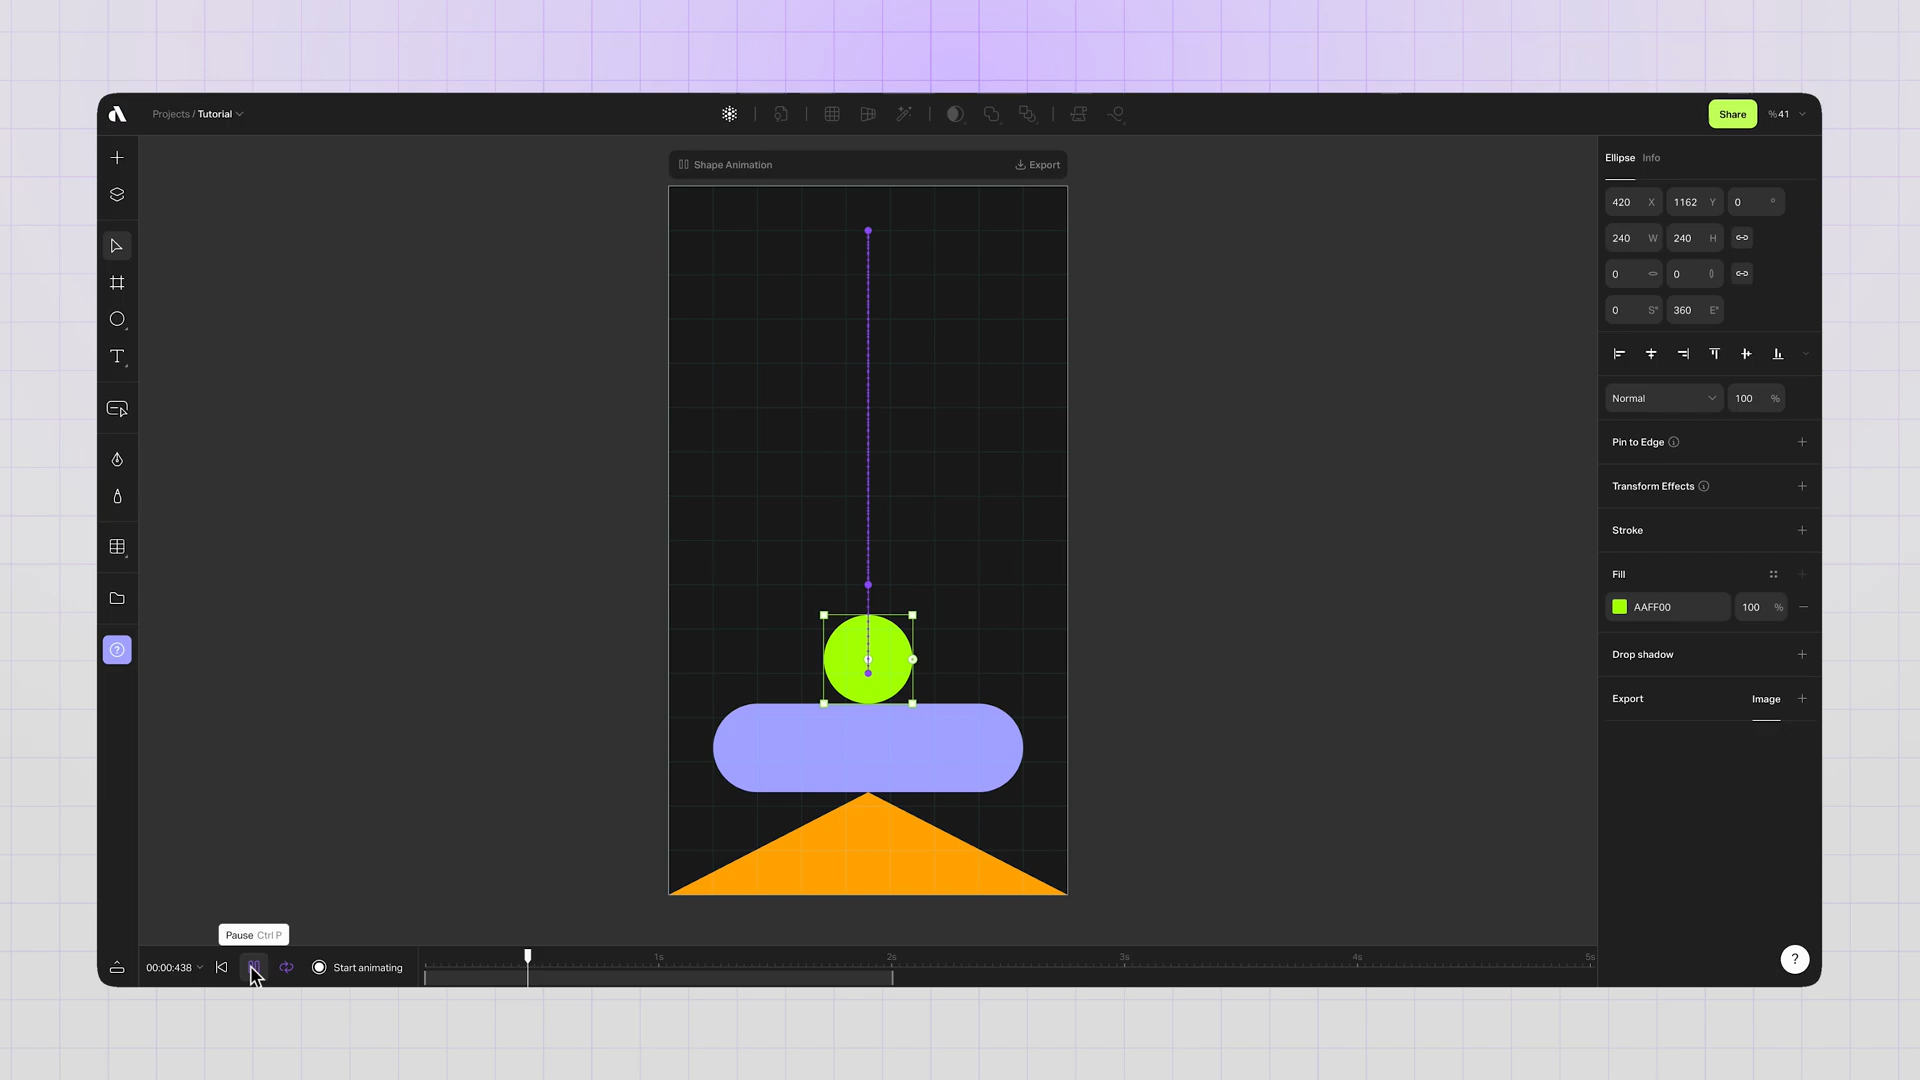 Projects / Tutorial
Share
%41
Shape Animation
Export
Ellipse
Info
420 X
1162 Y
0 °
240 W
240 H
0
0
0 S°
360 E°
Normal
100 %
Pin to Edge
Transform Effects
Stroke
Fill
AAFF00
100 %
Drop shadow
Export
Image
T
?
Pause Ctrl P
00:00:438
Start animating
1s
2s
3s
4s
5s
?